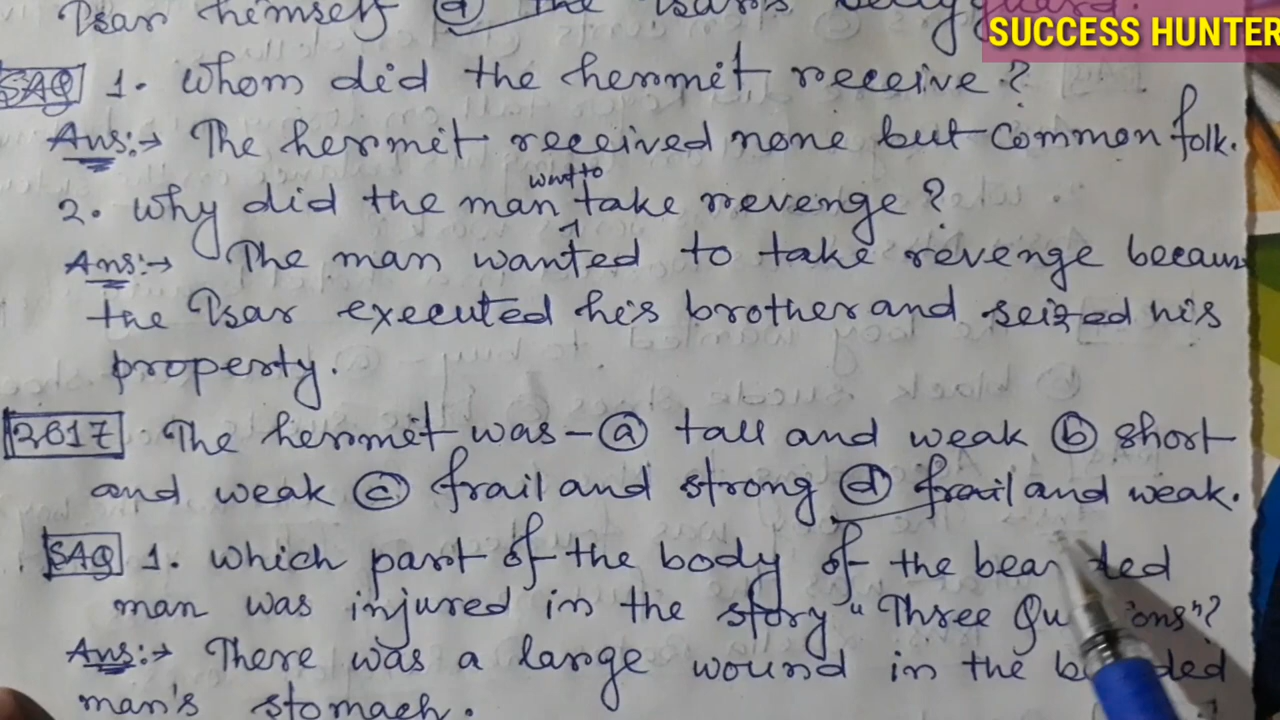 Tsar himself (d) the Tsar's bodyguard.
SUCCESS HUNTER
SAQ 1. Whom did the hermit receive?
Ans:→ The hermit received none but common folk.
2. Why did the man want to take revenge?
Ans:→ The man wanted to take revenge because
the Tsar executed his brother and seized his
property.
2017 The hermit was – (a) tall and weak (b) short
and weak (c) frail and strong (d) frail and weak.
SAQ 1. Which part of the body of the bearded
man was injured in the story "Three Questions"?
Ans:→ There was a large wound in the bearded
man's stomach.